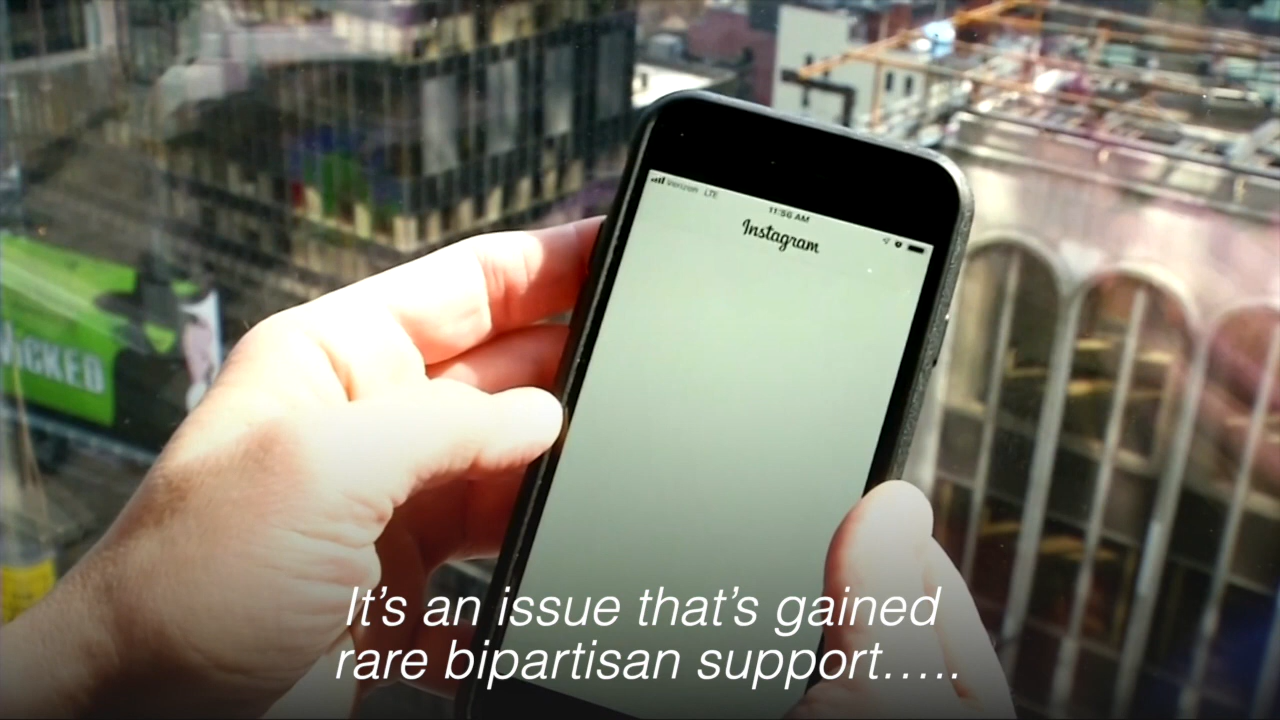 verizon LTE
11:56 AM
Instagram
WICKED
It's an issue that's gained
rare bipartisan support.....